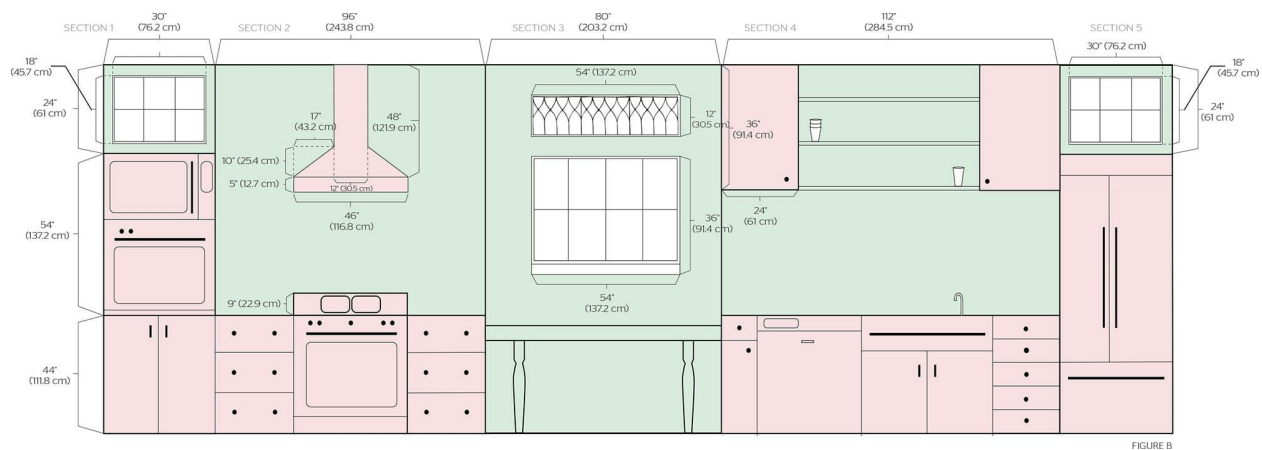 SECTION 1
30"
(76.2 cm)
SECTION 2
96"
(243.8 cm)
SECTION 3
80"
(203.2 cm)
SECTION 4
112"
(284.5 cm)
SECTION 5
30" (76.2 cm)
18"
(45.7 cm)
24"
(61 cm)
54"
(137.2 cm)
44"
(111.8 cm)
17"
(43.2 cm)
48"
(121.9 cm)
10" (25.4 cm)
5" (12.7 cm)
12" (30.5 cm)
46"
(116.8 cm)
9" (22.9 cm)
54" (137.2 cm)
12"
(30.5 cm)
36"
(91.4 cm)
54"
(137.2 cm)
36"
(91.4 cm)
24"
(61 cm)
18"
(45.7 cm)
24"
(61 cm)
FIGURE B